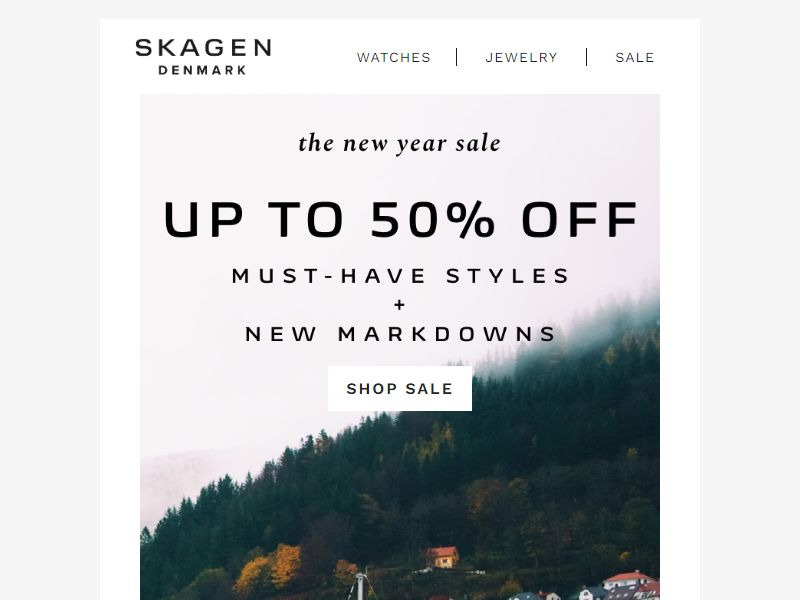 SKAGEN
DENMARK
WATCHES | JEWELRY | SALE
the new year sale
UP TO 50% OFF
MUST-HAVE STYLES
+
NEW MARKDOWNS
SHOP SALE